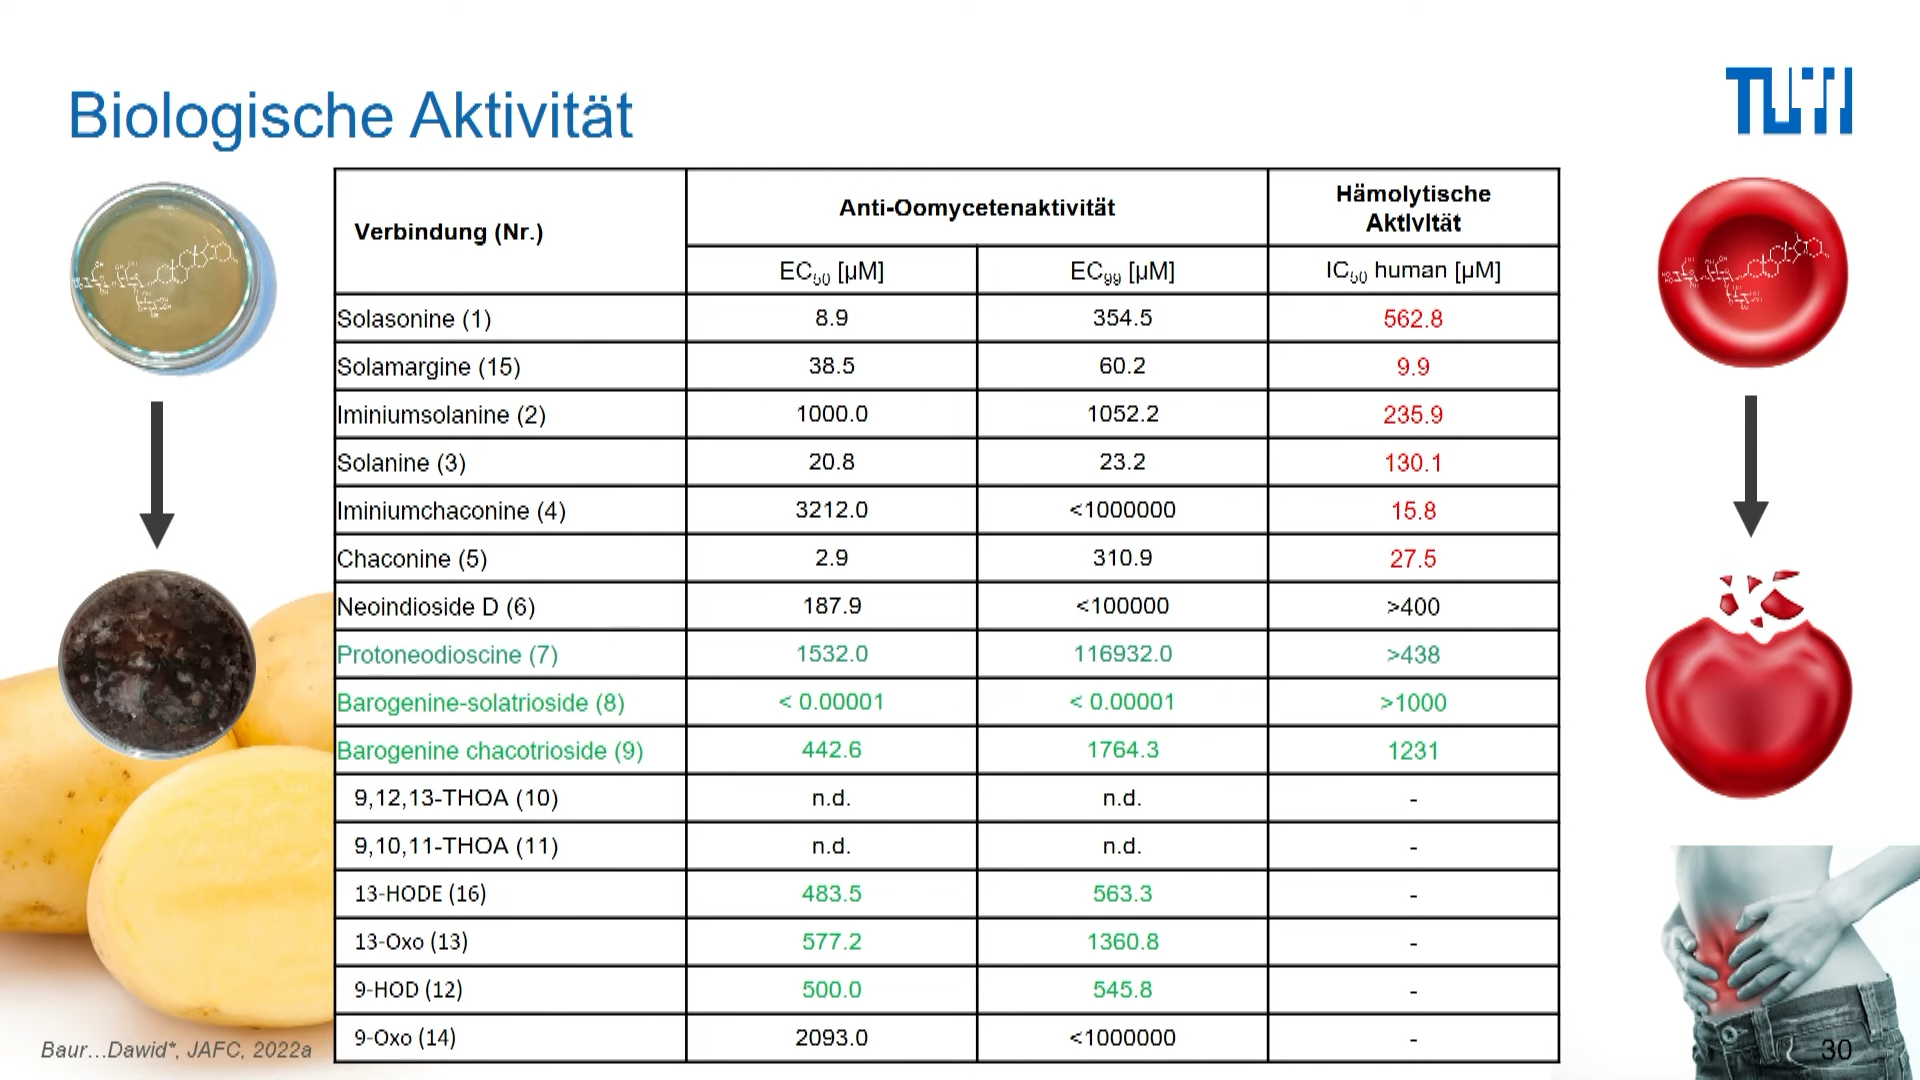 Biologische Aktivität
TUM
Verbindung (Nr.) Anti-Oomycetenaktivität Hämolytische Aktivität
EC50 [µM] EC99 [µM] IC50 human [µM]
Solasonine (1) 8.9 354.5 562.8
Solamargine (15) 38.5 60.2 9.9
Iminiumsolanine (2) 1000.0 1052.2 235.9
Solanine (3) 20.8 23.2 130.1
Iminiumchaconine (4) 3212.0 <1000000 15.8
Chaconine (5) 2.9 310.9 27.5
Neoindioside D (6) 187.9 <100000 >400
Protoneodioscine (7) 1532.0 116932.0 >438
Barogenine-solatrioside (8) < 0.00001 < 0.00001 >1000
Barogenine chacotrioside (9) 442.6 1764.3 1231
9,12,13-THOA (10) n.d. n.d. -
9,10,11-THOA (11) n.d. n.d. -
13-HODE (16) 483.5 563.3 -
13-Oxo (13) 577.2 1360.8 -
9-HOD (12) 500.0 545.8 -
9-Oxo (14) 2093.0 <1000000 -
Baur...Dawid*, JAFC, 2022a
30